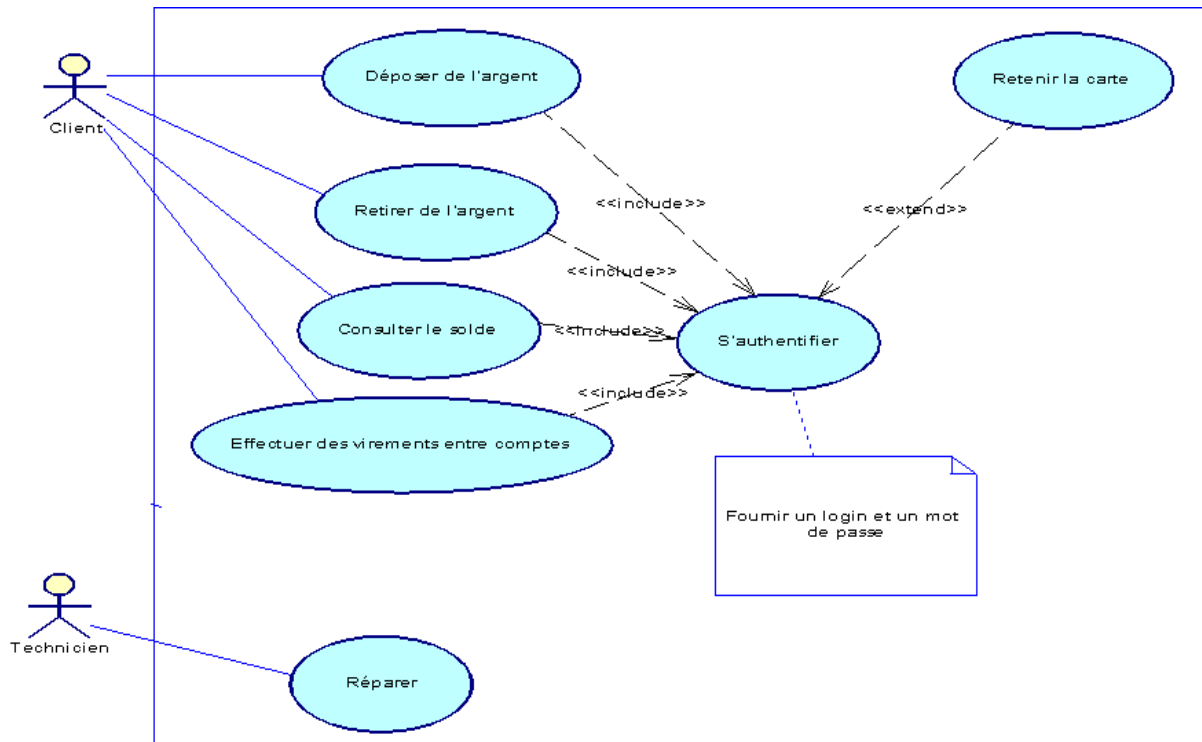 Déposer de l'argent
Retenir la carte
Client
Retirer de l'argent
<<include>>
<<extend>>
<<include>>
Consulter le solde
<<include>>
S'authentifier
<<include>>
Effectuer des virements entre comptes
Fournir un login et un mot
de passe
Technicien
Réparer